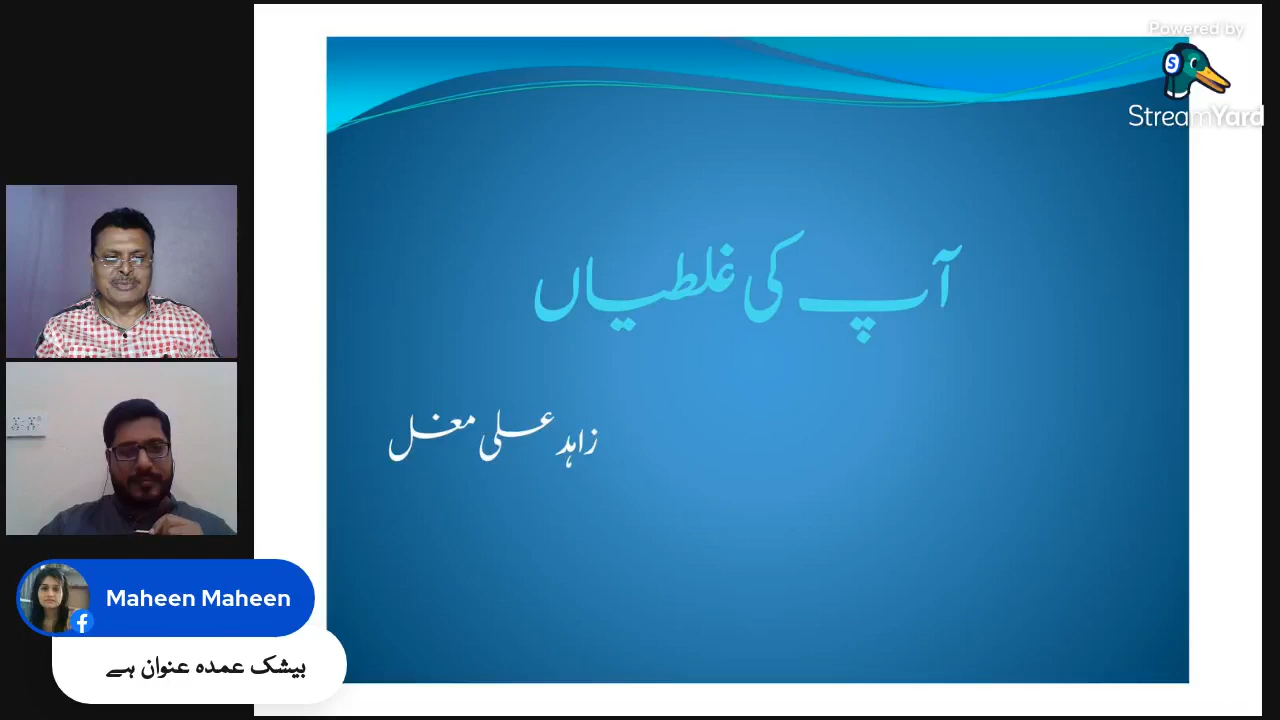 Powered by
StreamYard
آپ کی غلطیاں
زاہد علی مغل
Maheen Maheen
بیشک عمدہ عنوان ہے